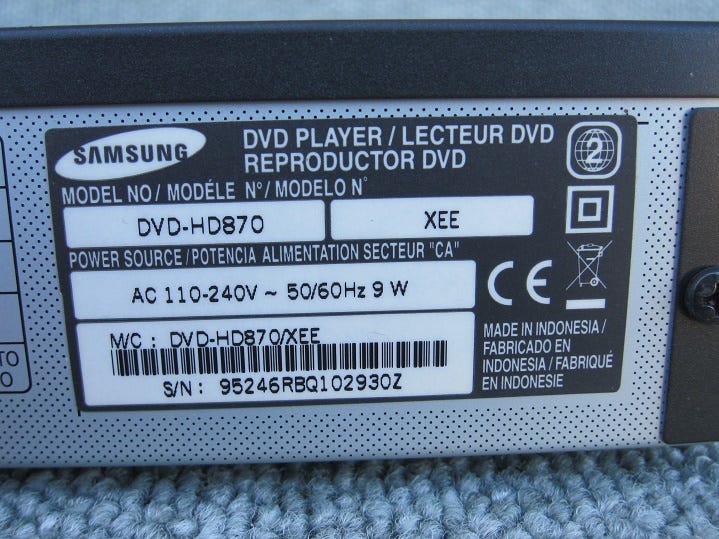 SAMSUNG
DVD PLAYER / LECTEUR DVD
REPRODUCTOR DVD
2
MODEL NO/ MODÉLE N°/ MODELO N°
DVD-HD870
XEE
POWER SOURCE/POTENCIA ALIMENTATION SECTEUR "CA"
AC 110-240V ~ 50/60Hz 9 W
CE
M/C : DVD-HD870/XEE
S/N : 95246RBQ102930Z
MADE IN INDONESIA /
FABRICADO EN
INDONESIA / FABRIQUÉ
EN INDONESIE
TO
O